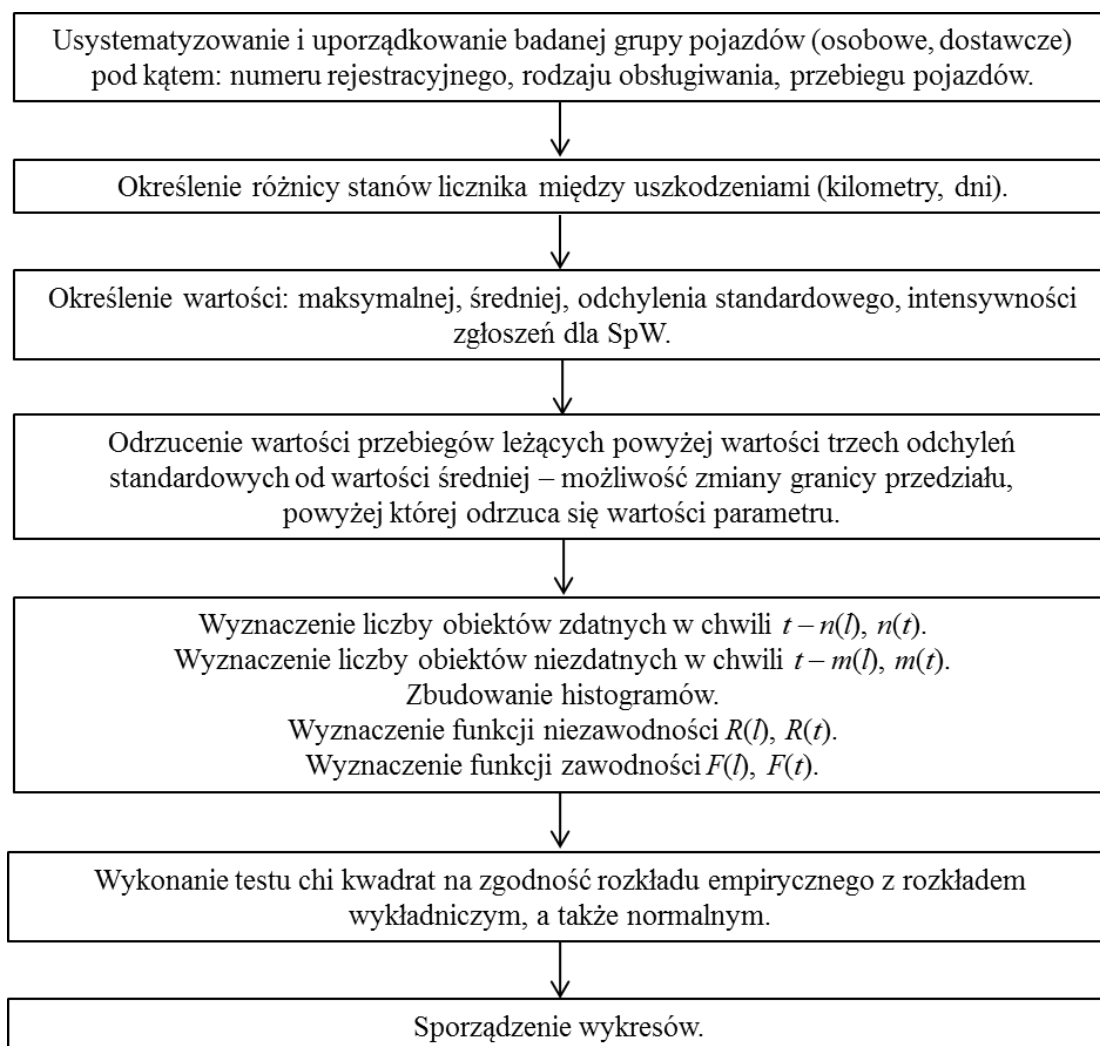 Usystematyzowanie i uporządkowanie badanej grupy pojazdów (osobowe, dostawcze)
pod kątem: numeru rejestracyjnego, rodzaju obsługiwania, przebiegu pojazdów.
Określenie różnicy stanów licznika między uszkodzeniami (kilometry, dni).
Określenie wartości: maksymalnej, średniej, odchylenia standardowego, intensywności
zgłoszeń dla SpW.
Odrzucenie wartości przebiegów leżących powyżej wartości trzech odchyleń
standardowych od wartości średniej – możliwość zmiany granicy przedziału,
powyżej której odrzuca się wartości parametru.
Wyznaczenie liczby obiektów zdatnych w chwili t – n(l), n(t).
Wyznaczenie liczby obiektów niezdatnych w chwili t – m(l), m(t).
Zbudowanie histogramów.
Wyznaczenie funkcji niezawodności R(l), R(t).
Wyznaczenie funkcji zawodności F(l), F(t).
Wykonanie testu chi kwadrat na zgodność rozkładu empirycznego z rozkładem
wykładniczym, a także normalnym.
Sporządzenie wykresów.